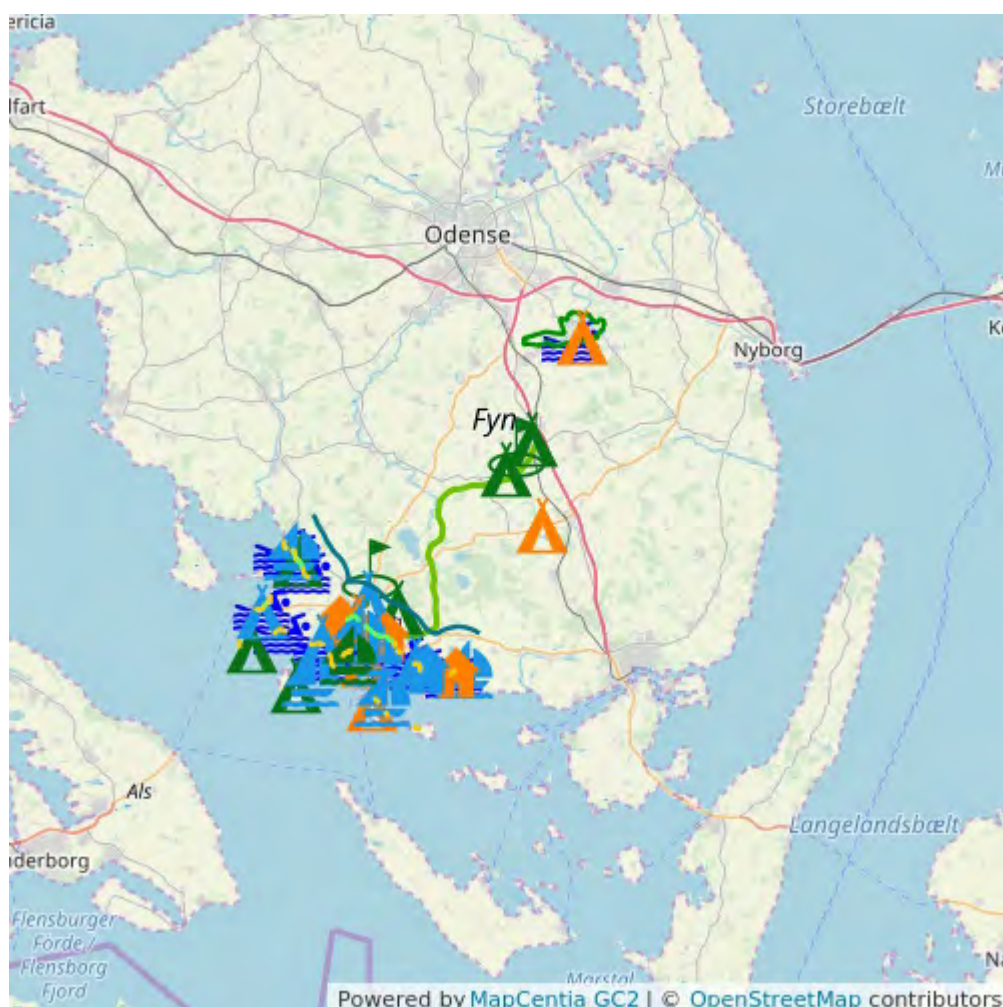 ericia
lfart
Storebælt
Odense
Nyborg
Fyn
Als
Langelandsbælt
nderborg
Flensburger
Förde /
Flensborg
Fjord
Marstal
Powered by MapCentia GC2 | © OpenStreetMap contributors